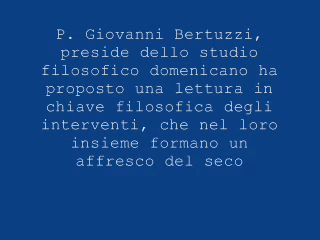 P. Giovanni Bertuzzi,
preside dello studio
filosofico domenicano ha
proposto una lettura in
chiave filosofica degli
interventi, che nel loro
insieme formano un
affresco del seco